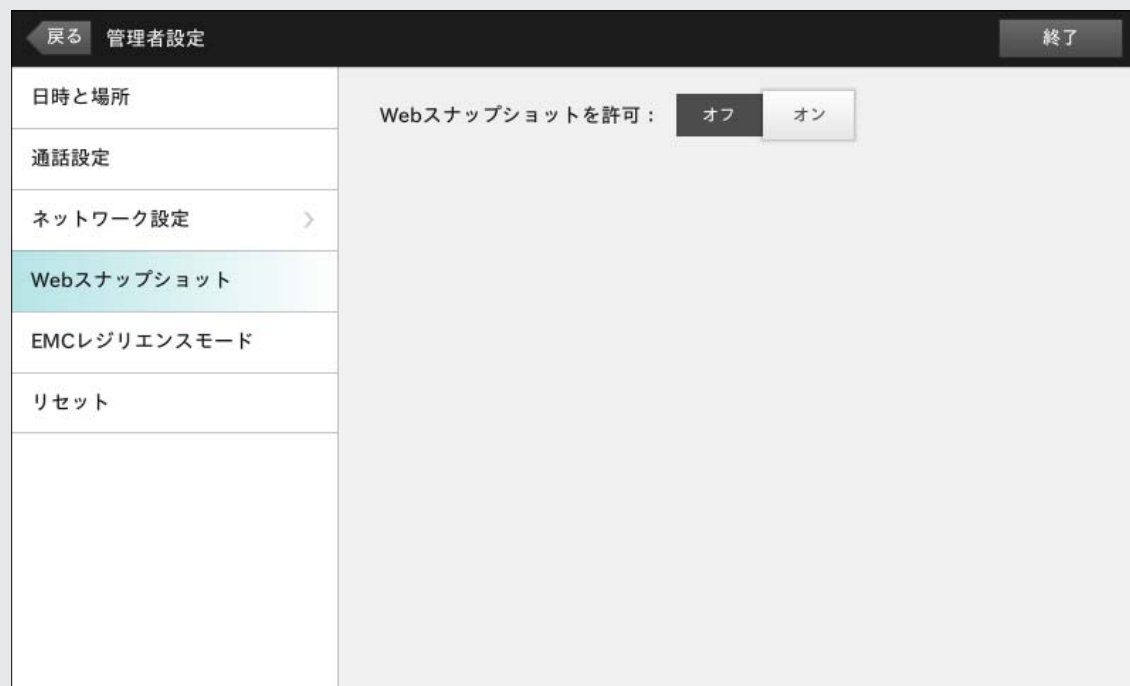 戻る 管理者設定 終了
日時と場所
Webスナップショットを許可： オフ オン
通話設定
ネットワーク設定
Webスナップショット
EMCレジリエンスモード
リセット